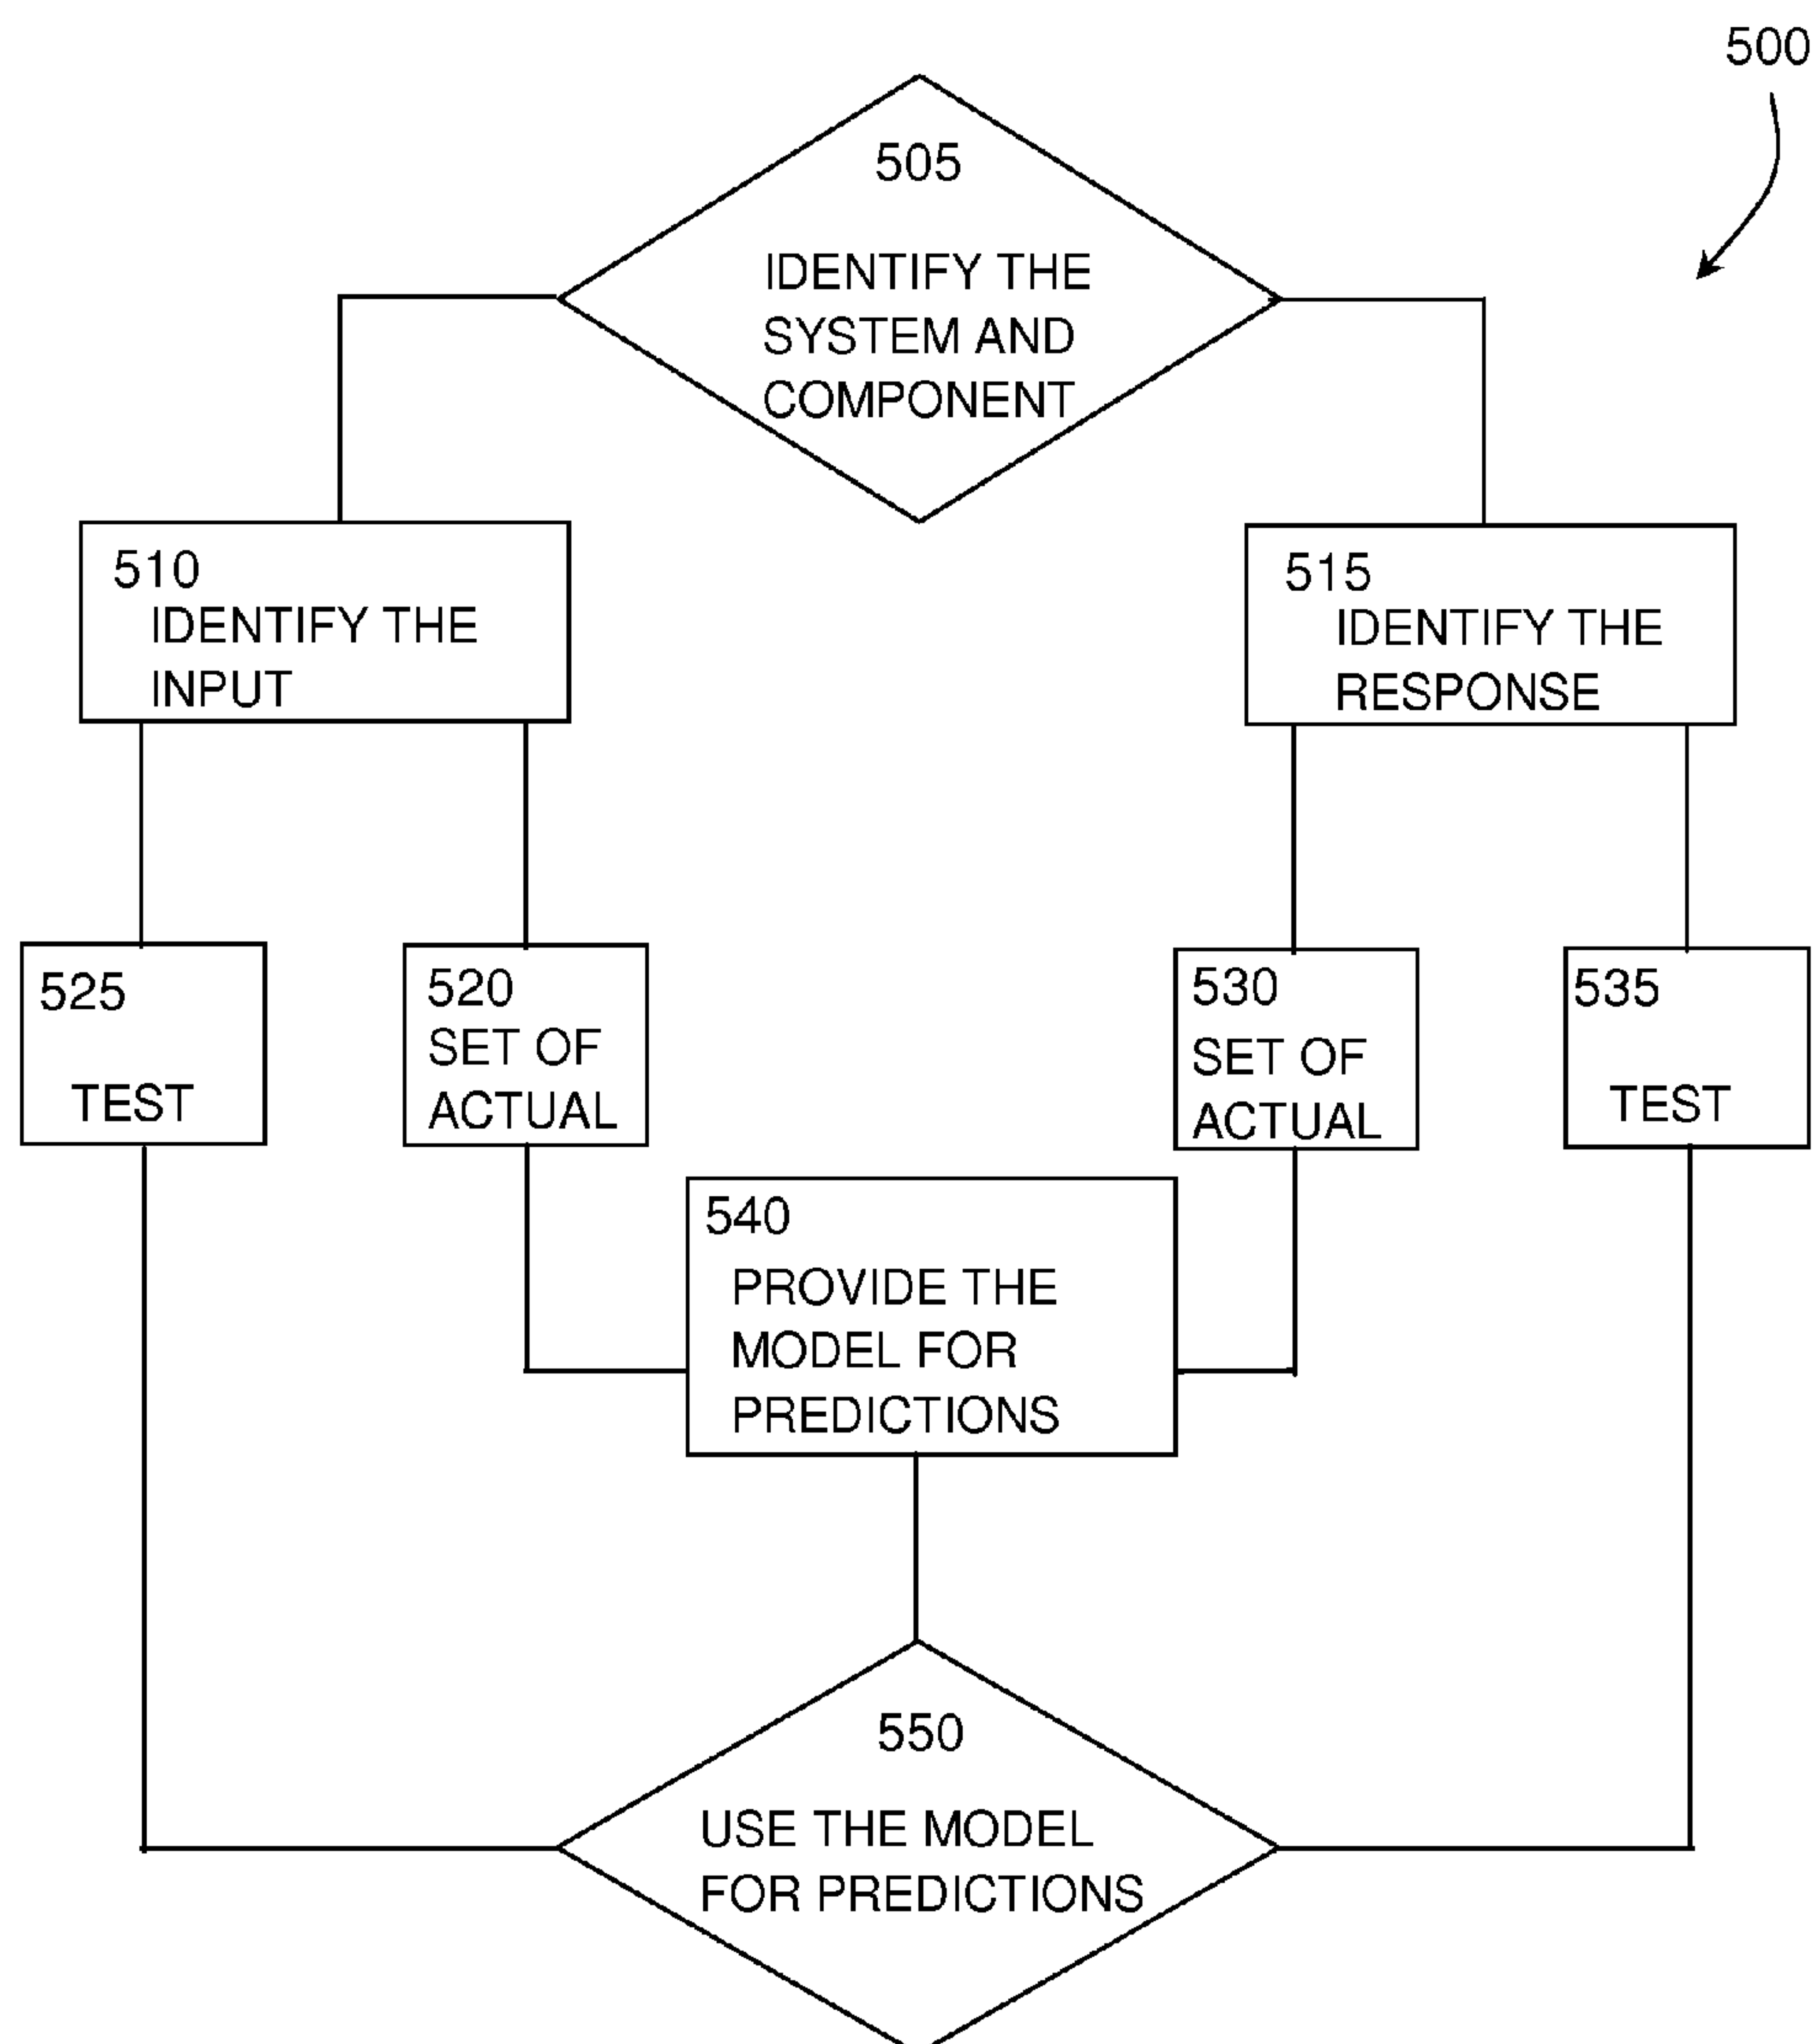 500
505
IDENTIFY THE
SYSTEM AND
COMPONENT
510
IDENTIFY THE
INPUT
515
IDENTIFY THE
RESPONSE
525
TEST
520
SET OF
ACTUAL
530
SET OF
ACTUAL
535
TEST
540
PROVIDE THE
MODEL FOR
PREDICTIONS
550
USE THE MODEL
FOR PREDICTIONS